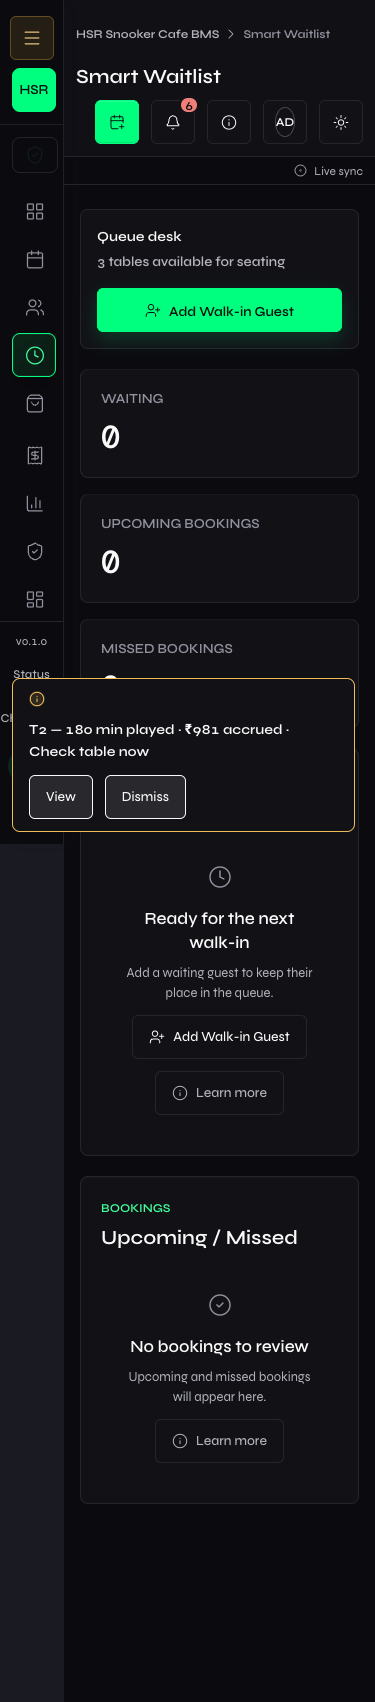 HSR Snooker Cafe BMS > Smart Waitlist
HSR
Smart Waitlist
6
AD
Live sync
Queue desk
3 tables available for seating
Add Walk-in Guest
WAITING
0
UPCOMING BOOKINGS
0
MISSED BOOKINGS
v0.1.0
Status
T2 — 180 min played · ₹981 accrued ·
Check table now
View
Dismiss
Ready for the next
walk-in
Add a waiting guest to keep their
place in the queue.
Add Walk-in Guest
Learn more
BOOKINGS
Upcoming / Missed
No bookings to review
Upcoming and missed bookings
will appear here.
Learn more